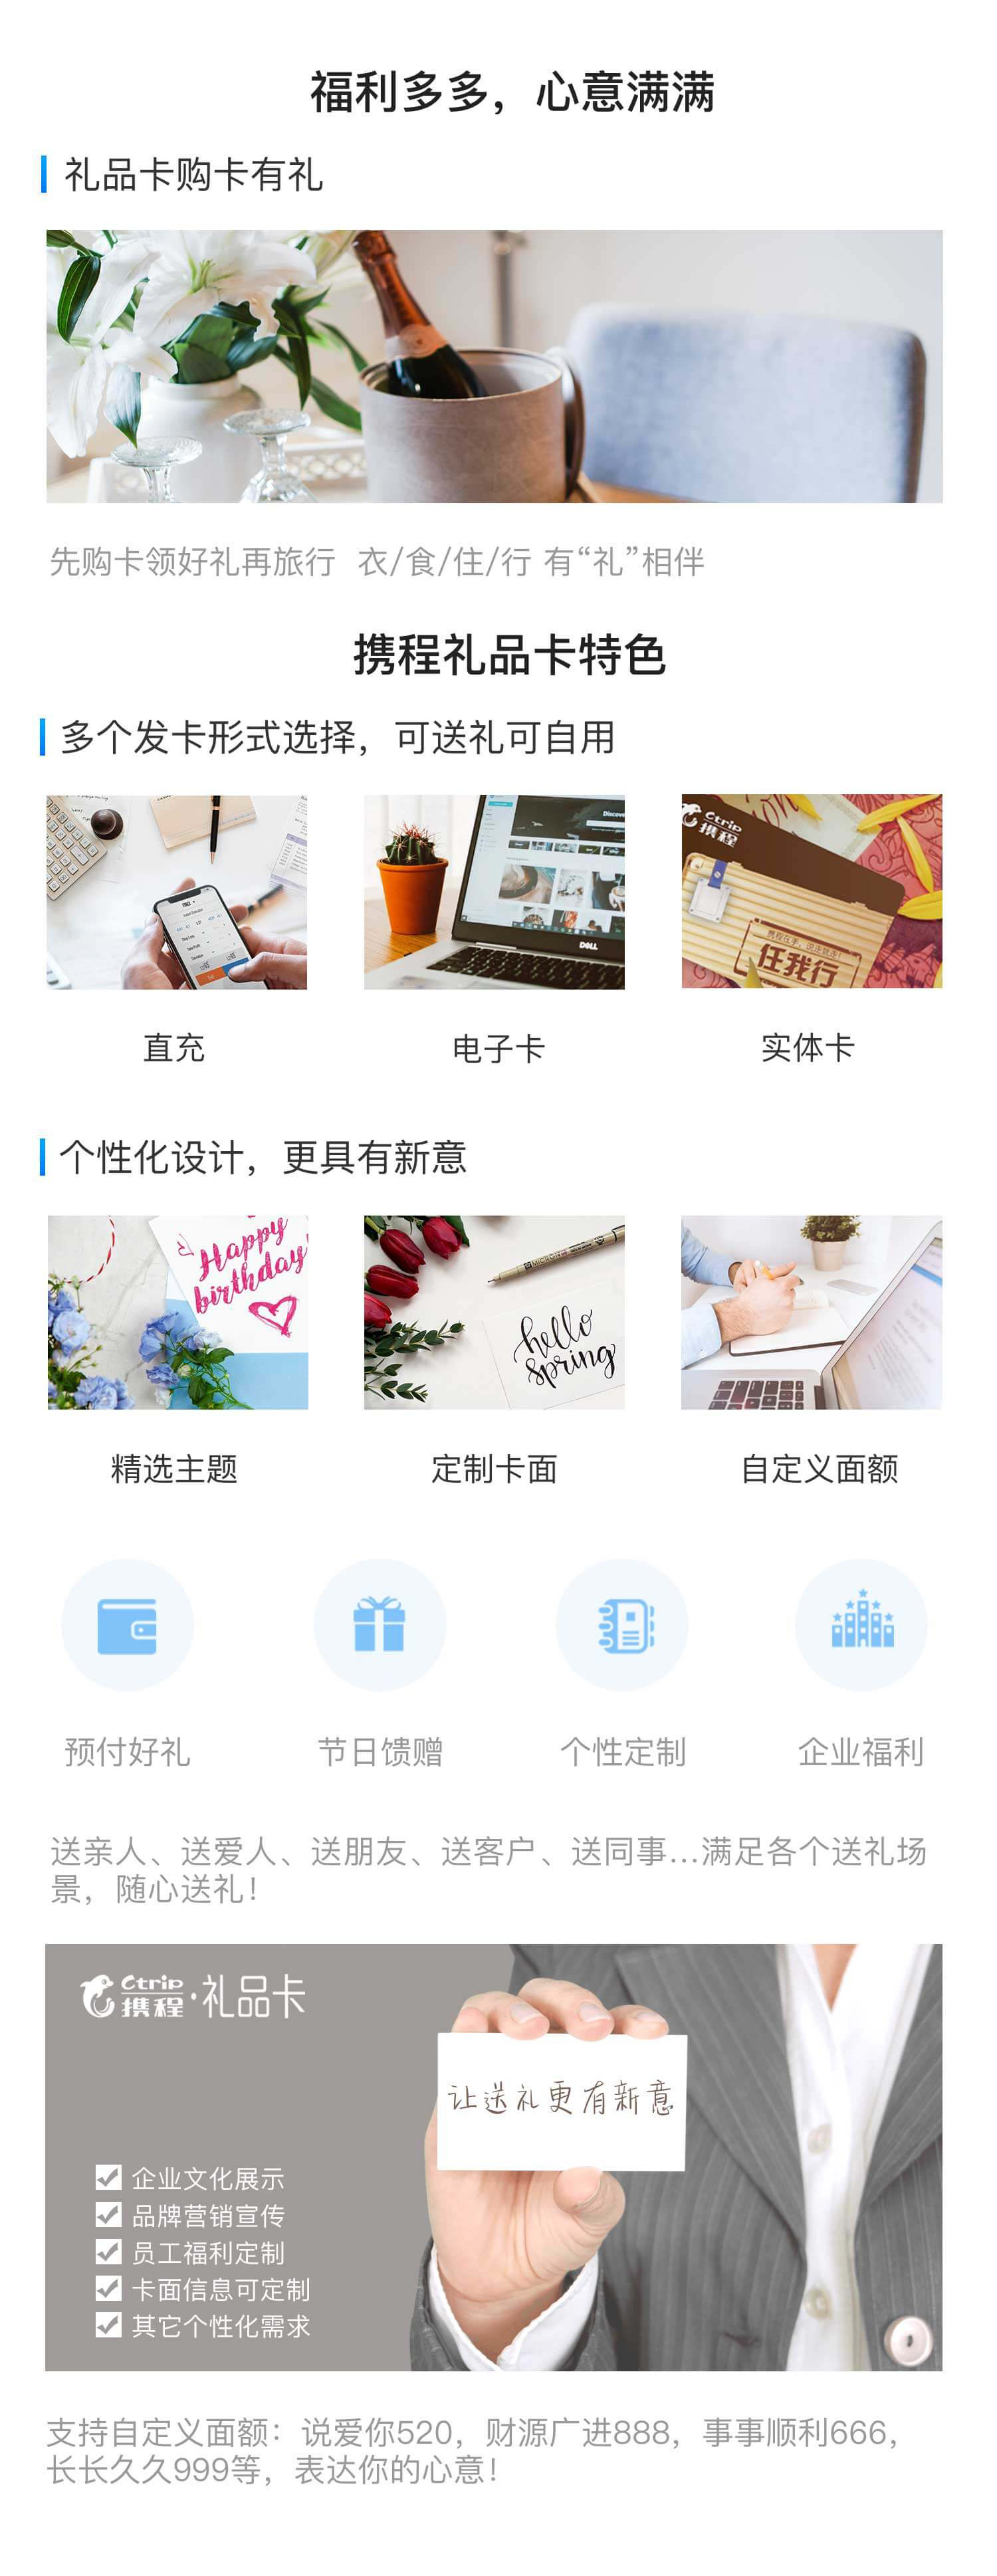 福利多多，心意满满
礼品卡购卡有礼
先购卡领好礼再旅行 衣/食/住/行 有“礼”相伴
携程礼品卡特色
多个发卡形式选择，可送礼可自用
Discov
DELL
Ctrip
携程
携程在手，说走就走！
任我行
直充
电子卡
实体卡
个性化设计，更具有新意
Happy
birthday
MICRON
hello
spring
精选主题
定制卡面
自定义面额
预付好礼
节日馈赠
个性定制
企业福利
送亲人、送爱人、送朋友、送客户、送同事...满足各个送礼场
景，随心送礼！
Ctrip
携程·礼品卡
让送礼更有新意
企业文化展示
品牌营销宣传
员工福利定制
卡面信息可定制
其它个性化需求
支持自定义面额：说爱你520，财源广进888，事事顺利666，
长长久久999等，表达你的心意！